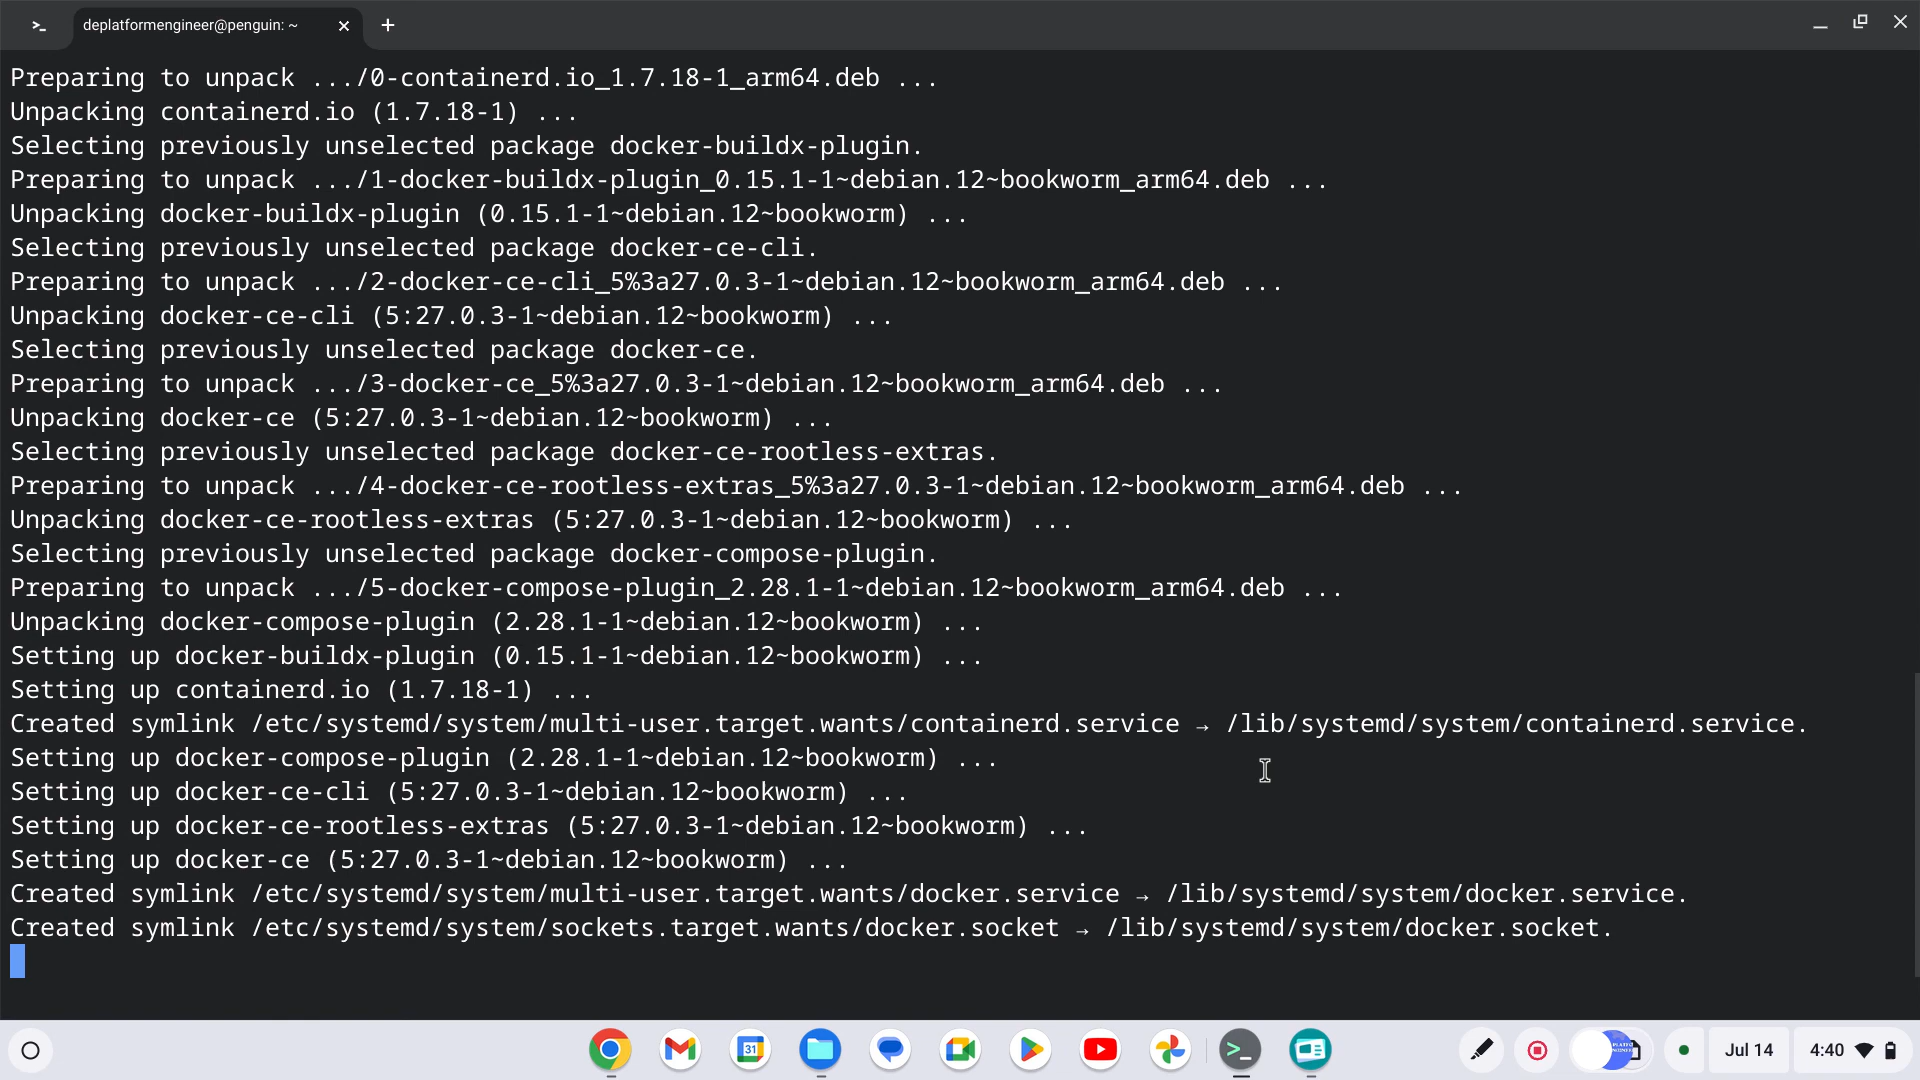 >_ deplatformengineer@penguin: ~
Preparing to unpack .../0-containerd.io_1.7.18-1_arm64.deb ...
Unpacking containerd.io (1.7.18-1) ...
Selecting previously unselected package docker-buildx-plugin.
Preparing to unpack .../1-docker-buildx-plugin_0.15.1-1~debian.12~bookworm_arm64.deb ...
Unpacking docker-buildx-plugin (0.15.1-1~debian.12~bookworm) ...
Selecting previously unselected package docker-ce-cli.
Preparing to unpack .../2-docker-ce-cli_5%3a27.0.3-1~debian.12~bookworm_arm64.deb ...
Unpacking docker-ce-cli (5:27.0.3-1~debian.12~bookworm) ...
Selecting previously unselected package docker-ce.
Preparing to unpack .../3-docker-ce_5%3a27.0.3-1~debian.12~bookworm_arm64.deb ...
Unpacking docker-ce (5:27.0.3-1~debian.12~bookworm) ...
Selecting previously unselected package docker-ce-rootless-extras.
Preparing to unpack .../4-docker-ce-rootless-extras_5%3a27.0.3-1~debian.12~bookworm_arm64.deb ...
Unpacking docker-ce-rootless-extras (5:27.0.3-1~debian.12~bookworm) ...
Selecting previously unselected package docker-compose-plugin.
Preparing to unpack .../5-docker-compose-plugin_2.28.1-1~debian.12~bookworm_arm64.deb ...
Unpacking docker-compose-plugin (2.28.1-1~debian.12~bookworm) ...
Setting up docker-buildx-plugin (0.15.1-1~debian.12~bookworm) ...
Setting up containerd.io (1.7.18-1) ...
Created symlink /etc/systemd/system/multi-user.target.wants/containerd.service → /lib/systemd/system/containerd.service.
Setting up docker-compose-plugin (2.28.1-1~debian.12~bookworm) ...
Setting up docker-ce-cli (5:27.0.3-1~debian.12~bookworm) ...
Setting up docker-ce-rootless-extras (5:27.0.3-1~debian.12~bookworm) ...
Setting up docker-ce (5:27.0.3-1~debian.12~bookworm) ...
Created symlink /etc/systemd/system/multi-user.target.wants/docker.service → /lib/systemd/system/docker.service.
Created symlink /etc/systemd/system/sockets.target.wants/docker.socket → /lib/systemd/system/docker.socket.
31 >_ Jul 14 4:40